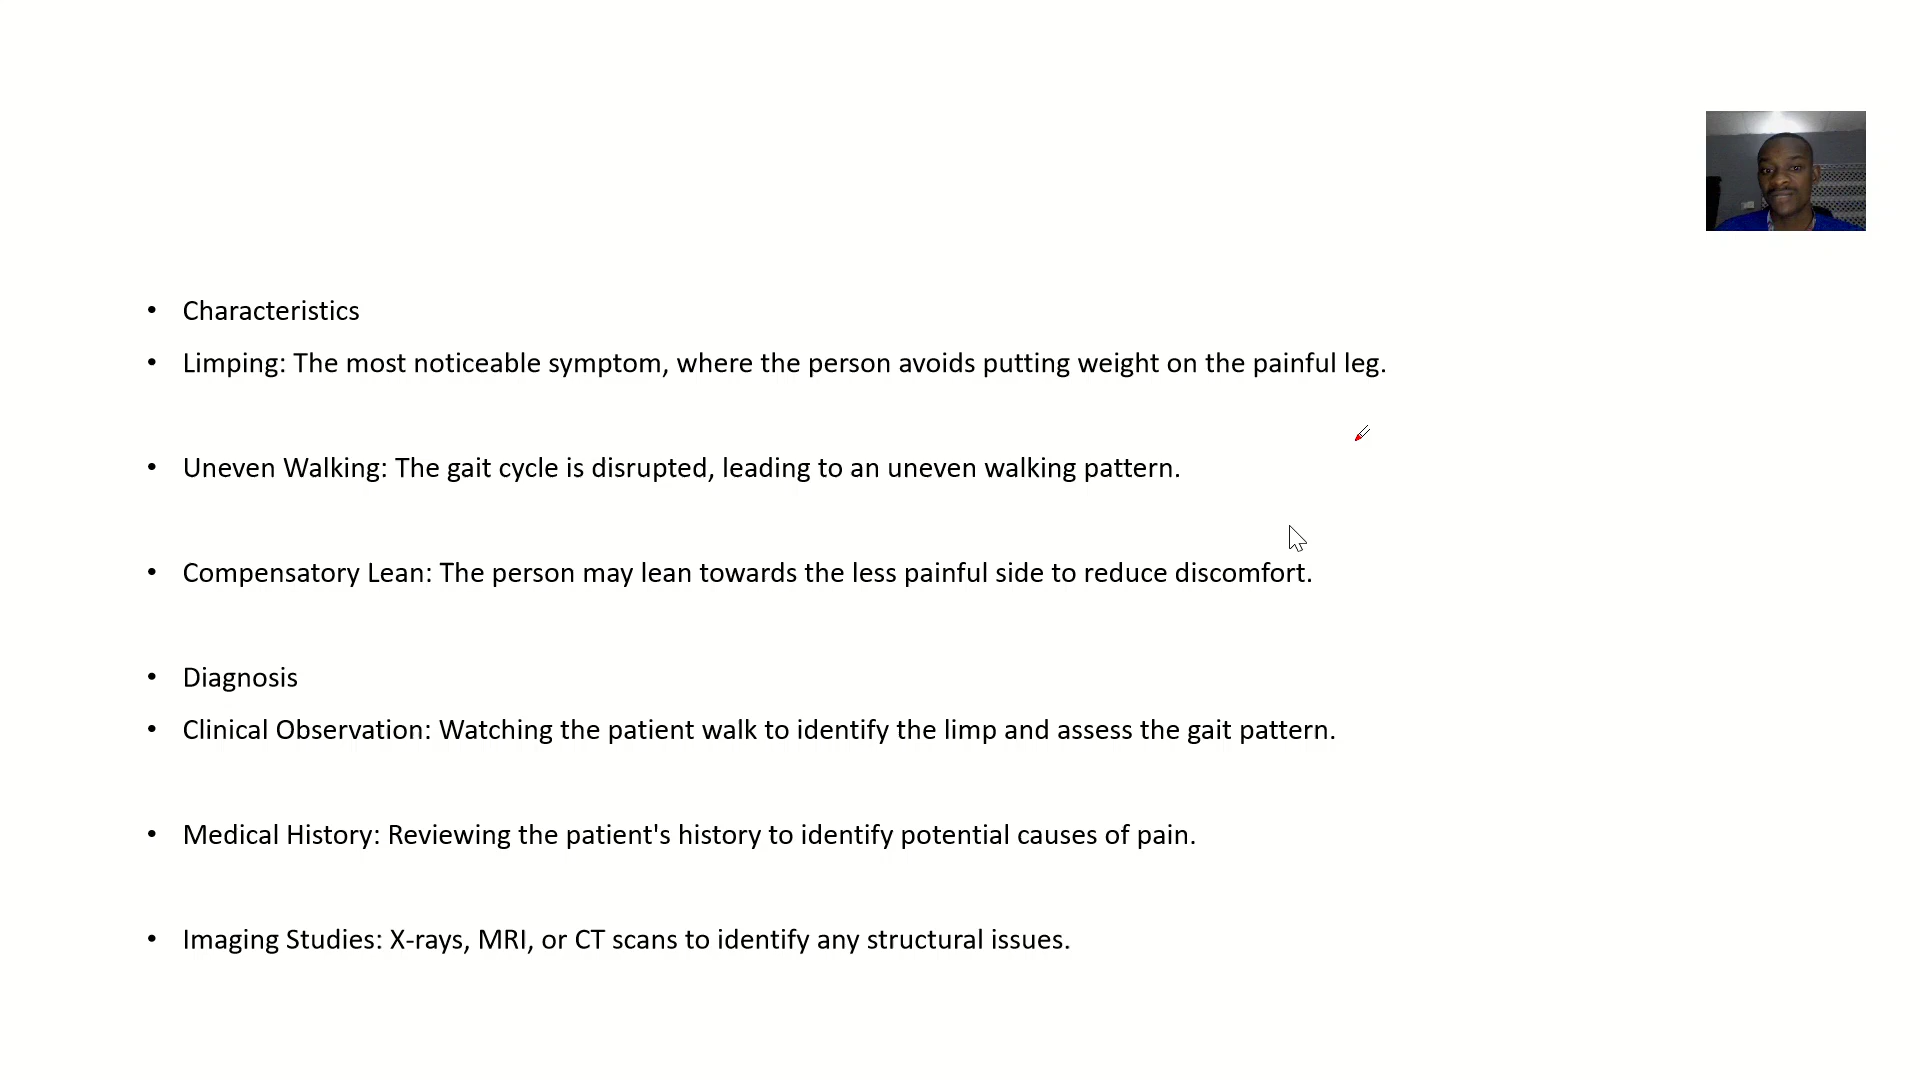 • Characteristics
• Limping: The most noticeable symptom, where the person avoids putting weight on the painful leg.
• Uneven Walking: The gait cycle is disrupted, leading to an uneven walking pattern.
• Compensatory Lean: The person may lean towards the less painful side to reduce discomfort.
• Diagnosis
• Clinical Observation: Watching the patient walk to identify the limp and assess the gait pattern.
• Medical History: Reviewing the patient's history to identify potential causes of pain.
• Imaging Studies: X-rays, MRI, or CT scans to identify any structural issues.